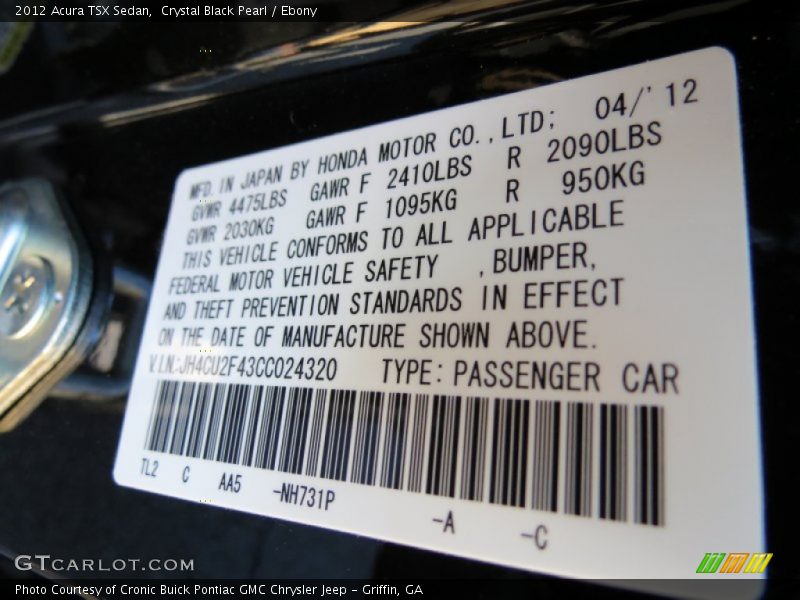 2012 Acura TSX Sedan,  Crystal Black Pearl / Ebony
MFD. IN JAPAN BY HONDA MOTOR CO., LTD; 04/'12
GVWR 4475LBS GAWR F 2410LBS R 2090LBS
GVWR 2030KG GAWR F 1095KG R 950KG
THIS VEHICLE CONFORMS TO ALL APPLICABLE
FEDERAL MOTOR VEHICLE SAFETY , BUMPER,
AND THEFT PREVENTION STANDARDS IN EFFECT
ON THE DATE OF MANUFACTURE SHOWN ABOVE.
V.I.N:JH4CU2F43CC024320 TYPE: PASSENGER CAR
TL2 C AA5 -NH731P -A -C
GTCARLOT.COM
Photo Courtesy of Cronic Buick Pontiac GMC Chrysler Jeep - Griffin, GA